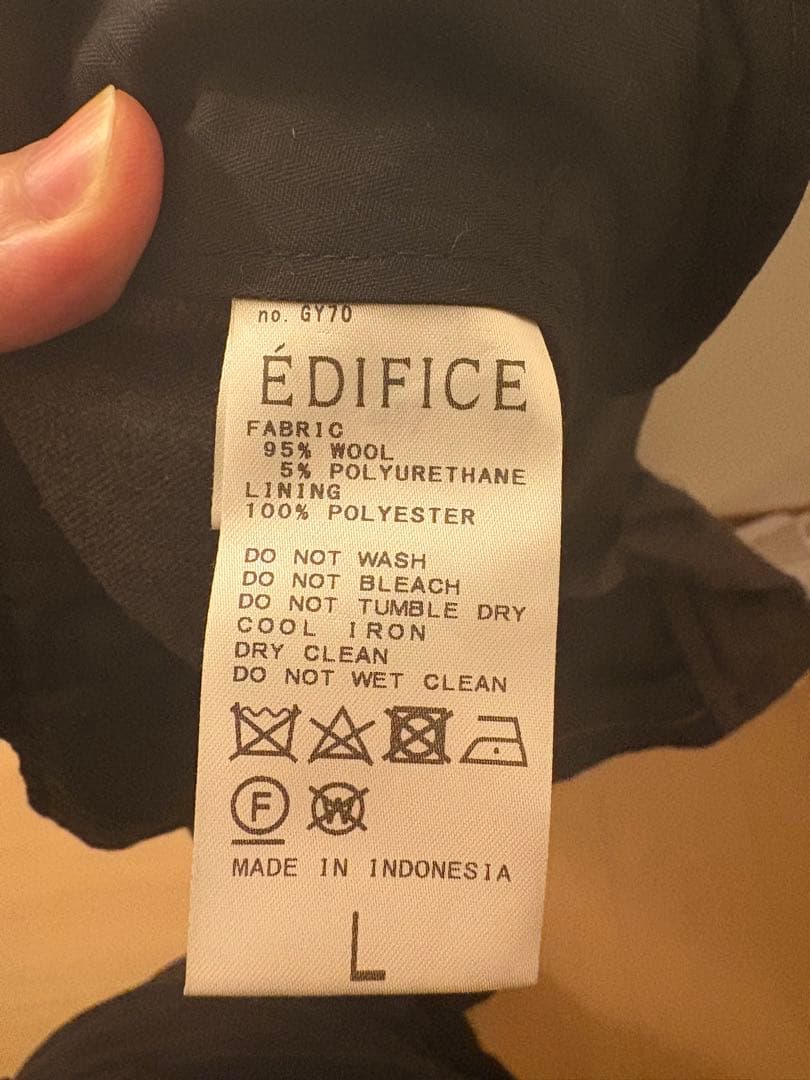 no. GY70
ÉDIFICE
FABRIC
95% WOOL
5% POLYURETHANE
LINING
100% POLYESTER
DO NOT WASH
DO NOT BLEACH
DO NOT TUMBLE DRY
COOL IRON
DRY CLEAN
DO NOT WET CLEAN
F W
MADE IN INDONESIA
L